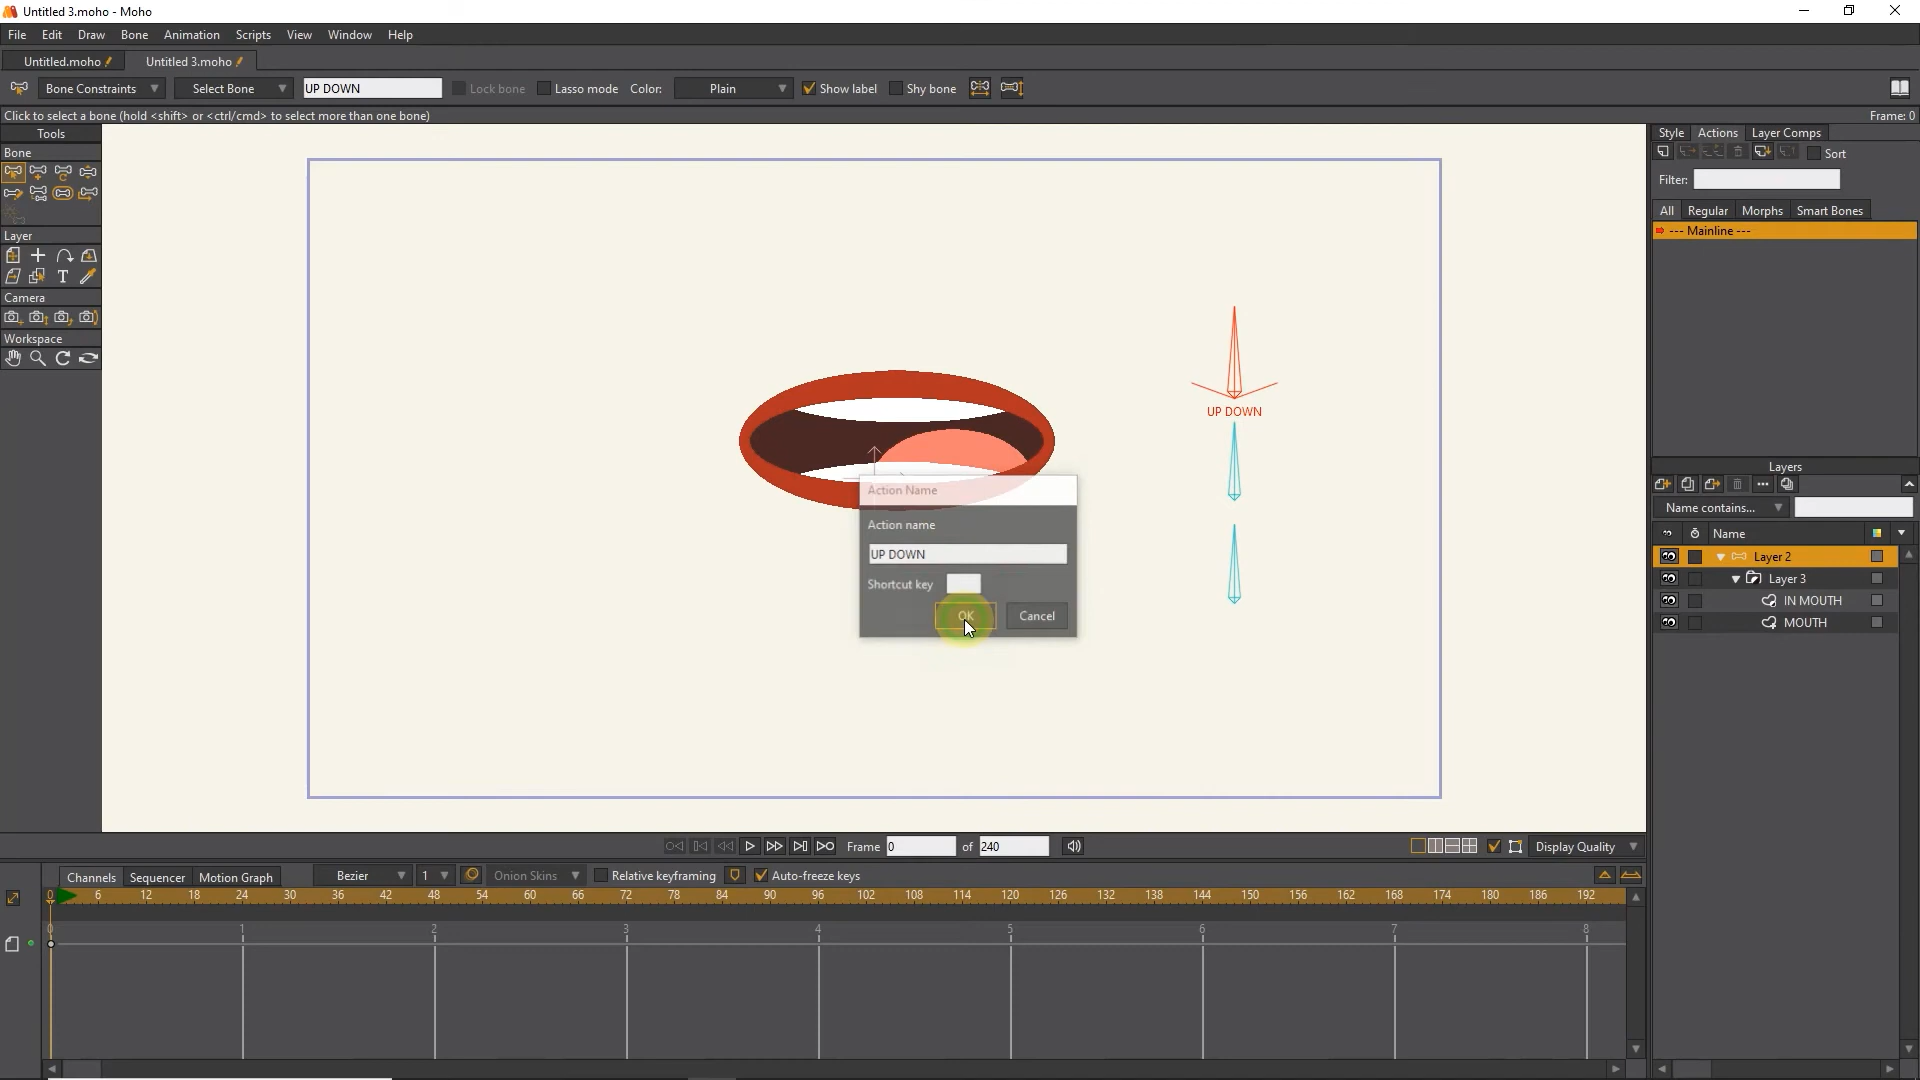 Untitled 3.moho - Moho
File Edit Draw Bone Animation Scripts View Window Help
Untitled.moho Untitled 3.moho
Bone Constraints Select Bone UP DOWN Lock bone Lasso mode Color: Plain Show label Shy bone
Click to select a bone (hold <shift> or <ctrl/cmd> to select more than one bone) Frame: 0
Tools
Bone
Layer
Camera
Workspace
Style Actions Layer Comps
Sort
Filter:
All Regular Morphs Smart Bones
--- Mainline ---
UP DOWN
Action Name
Action name
UP DOWN
Shortcut key
OK Cancel
Layers
Name contains...
Name
Layer 2
Layer 3
IN MOUTH
MOUTH
Frame 0 of 240 Display Quality
Channels Sequencer Motion Graph Bezier 1 Onion Skins Relative keyframing Auto-freeze keys
0 6 12 18 24 30 36 42 48 54 60 66 72 78 84 90 96 102 108 114 120 126 132 138 144 150 156 162 168 174 180 186 192
0 1 2 3 4 5 6 7 8